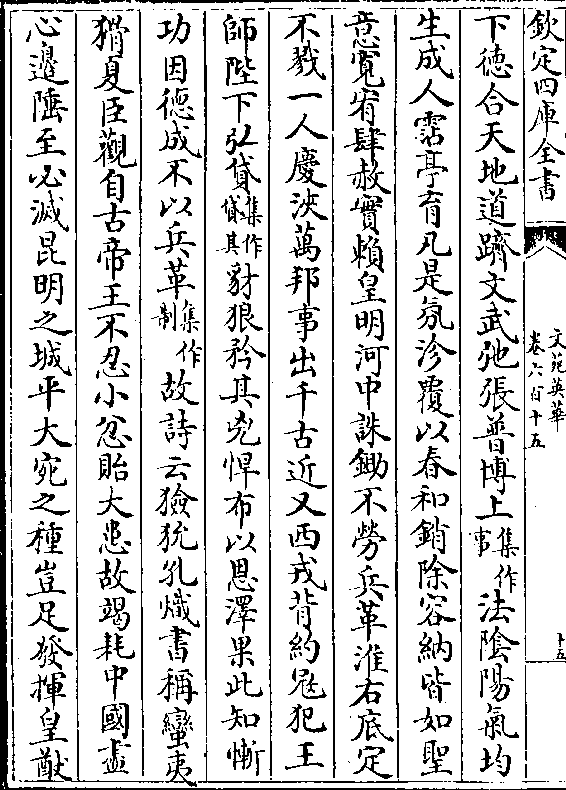 欽定四庫全書
文苑英華
卷六百十五
十五
下徳合天地道躋文武弛張普博上集作事法隂陽氣均
生成人霑亭育凡是氛沴覆以春和銷除容納皆如聖
意寛宥肆赦實頼皇明河中誅鋤不勞兵革淮右底定
不戮一人慶浹萬邦事出千古近又西戎背約冦犯王
師陛下弘貸集作貸其豺狼矜其兇悍布以恩澤果此知慚
功因徳成不以兵革集作制故詩云獫狁孔熾書稱蠻夷
猾夏臣觀自古帝王不忍小忿貽大患故竭耗中國盡
心邉陲至必滅昆明之城平大宛之種豈足發揮皇猷